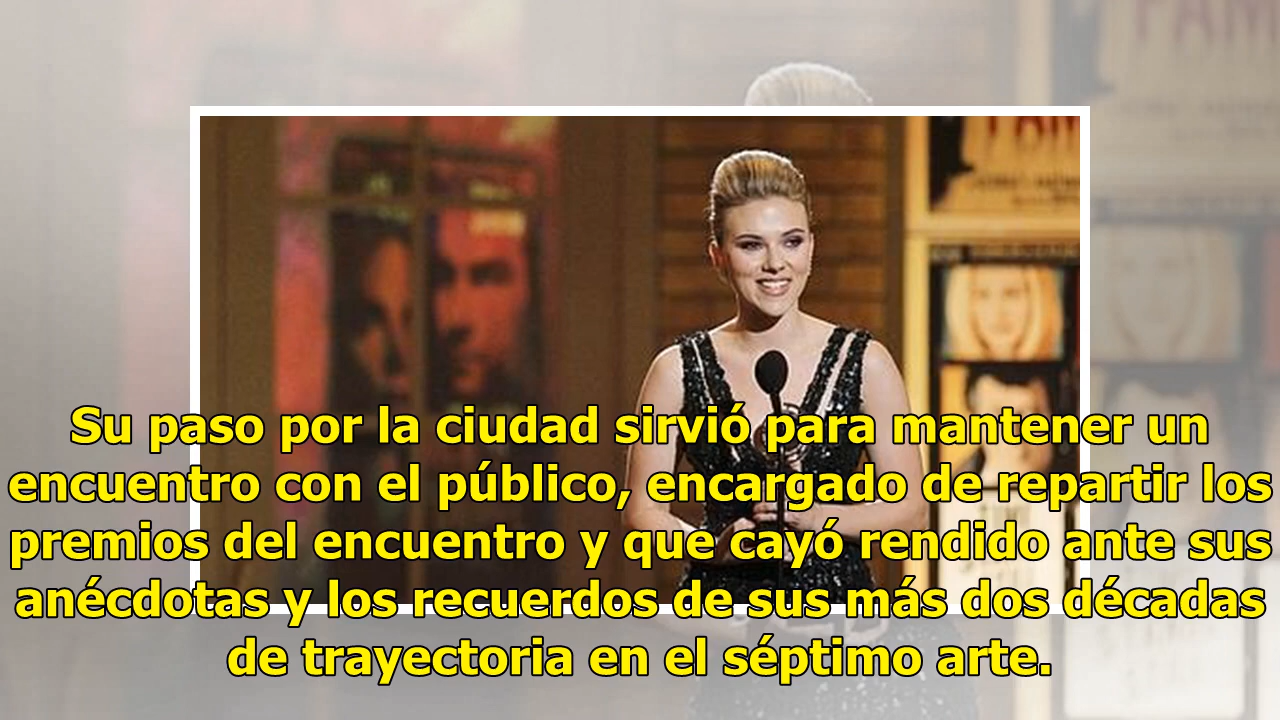 Su paso por la ciudad sirvió para mantener un
encuentro con el público, encargado de repartir los
premios del encuentro y que cayó rendido ante sus
anécdotas y los recuerdos de sus más dos décadas
de trayectoria en el séptimo arte.